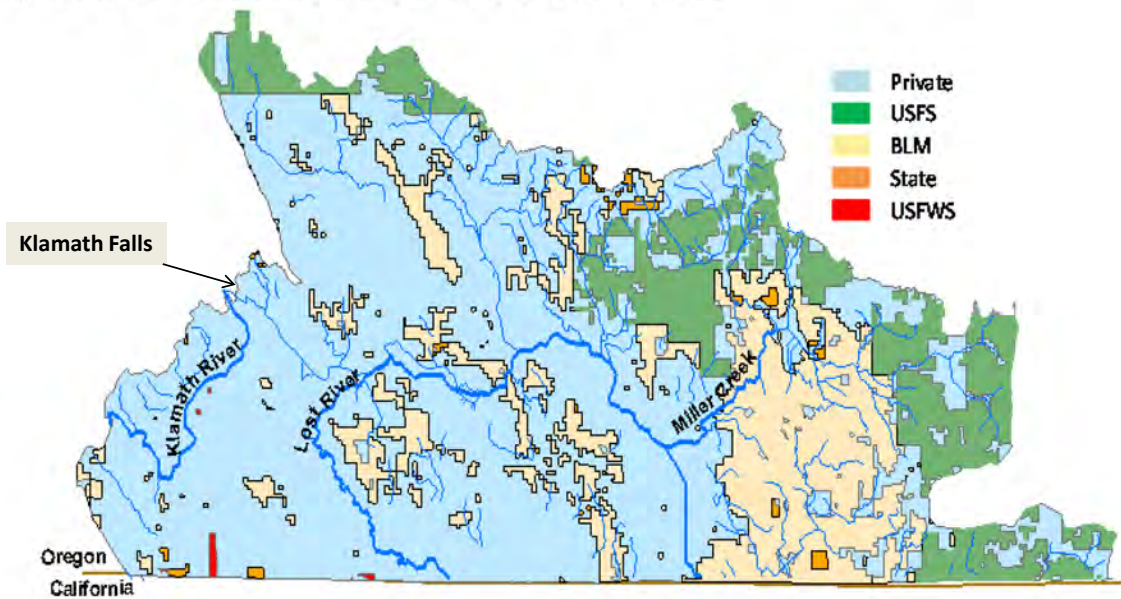 Private
USFS
BLM
State
USFWS
Klamath Falls
Klamath River
Lost River
Miller Creek
Oregon
California